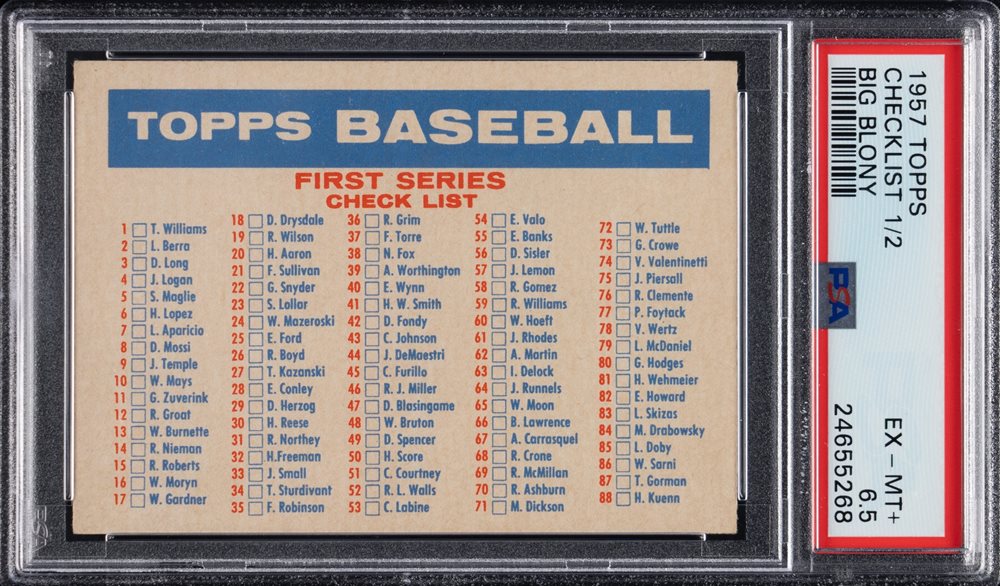 TOPPS BASEBALL
FIRST SERIES
CHECK LIST
1 T. Williams
2 L. Berra
3 D. Long
4 J. Logan
5 S. Maglie
6 H. Lopez
7 L. Aparicio
8 D. Mossi
9 J. Temple
10 W. Mays
11 G. Zuverink
12 R. Groat
13 W. Burnette
14 R. Nieman
15 R. Roberts
16 W. Moryn
17 W. Gardner
18 D. Drysdale
19 R. Wilson
20 H. Aaron
21 F. Sullivan
22 G. Snyder
23 S. Lollar
24 W. Mazeroski
25 E. Ford
26 R. Boyd
27 T. Kazanski
28 E. Conley
29 D. Herzog
30 H. Reese
31 R. Northey
32 H.Freeman
33 J. Small
34 T. Sturdivant
35 F. Robinson
36 R. Grim
37 F. Torre
38 N. Fox
39 A. Worthington
40 E. Wynn
41 H. W. Smith
42 D. Fondy
43 C. Johnson
44 J. DeMaestri
45 C. Furillo
46 R. J. Miller
47 D. Blasingame
48 W. Bruton
49 D. Spencer
50 H. Score
51 C. Courtney
52 R. L. Walls
53 C. Labine
54 E. Valo
55 E. Banks
56 D. Sisler
57 J. Lemon
58 R. Gomez
59 R. Williams
60 W. Hoeft
61 J. Rhodes
62 A. Martin
63 I. Delock
64 J. Runnels
65 W. Moon
66 B. Lawrence
67 A. Carrasquel
68 R. Crone
69 R. McMillan
70 R. Ashburn
71 M. Dickson
72 W. Tuttle
73 G. Crowe
74 V. Valentinetti
75 J. Piersall
76 R. Clemente
77 P. Foytack
78 V. Wertz
79 L. McDaniel
80 G. Hodges
81 H. Wehmeier
82 E. Howard
83 L. Skizas
84 M. Drabowsky
85 L. Doby
86 W. Sarni
87 T. Gorman
88 H. Kuenn
1957 TOPPS
CHECKLIST 1/2
BIG BLONY
PSA
EX - MT+
6.5
24655268